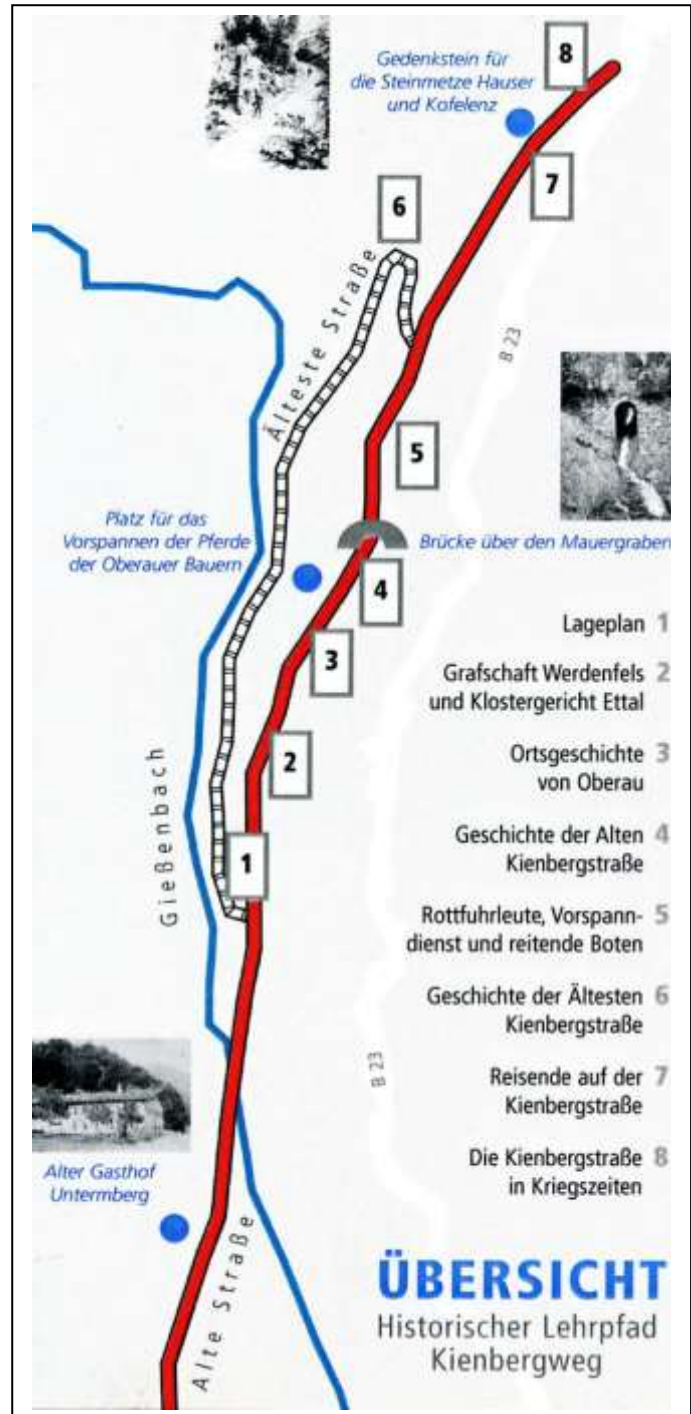 8
Gedenkstein für
die Steinmetze Hauser
und Kofelenz
7
6
Älteste Straße
B 23
5
Platz für das
Vorspannen der Pferde
der Oberauer Bauern
Brücke über den Mauergraben
4
3
2
Gießenbach
1
Lageplan 1
Grafschaft Werdenfels 2
und Klostergericht Ettal
Ortsgeschichte 3
von Oberau
Geschichte der Alten 4
Kienbergstraße
Rottfuhrleute, Vorspann- 5
dienst und reitende Boten
Geschichte der Ältesten 6
Kienbergstraße
Reisende auf der 7
Kienbergstraße
Die Kienbergstraße 8
in Kriegszeiten
B 23
Alter Gasthof
Untermberg
Alte Straße
ÜBERSICHT
Historischer Lehrpfad
Kienbergweg